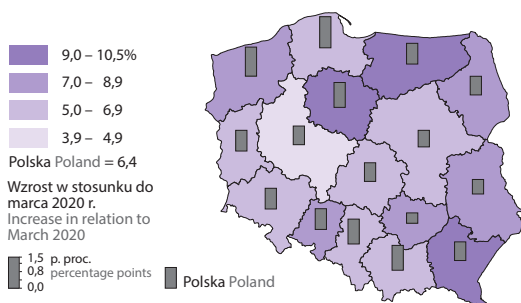 9,0 – 10,5%
7,0 – 8,9
5,0 – 6,9
3,9 – 4,9
Polska Poland = 6,4
Wzrost w stosunku do
marca 2020 r.
Increase in relation to
March 2020
1,5 p. proc.
0,8 percentage points
0,0
Polska Poland